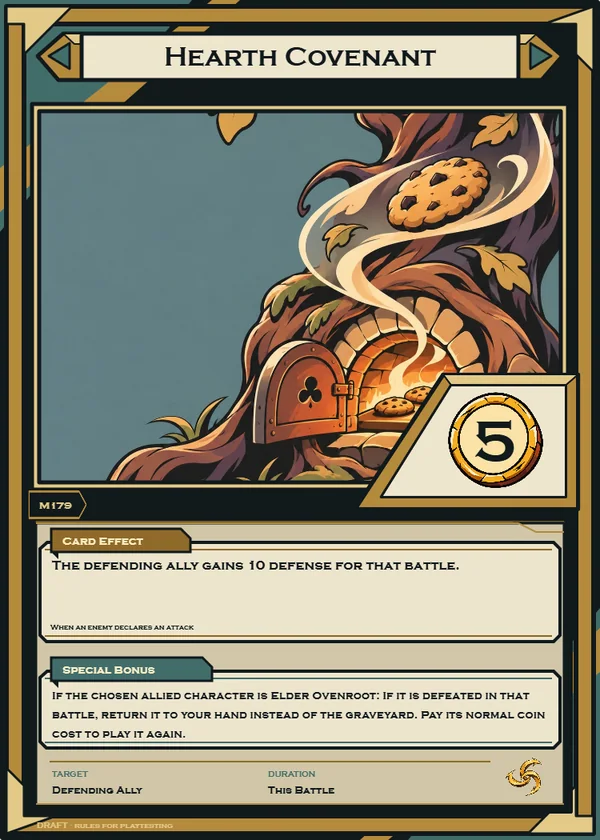 Hearth Covenant
5
M179
Card Effect
The defending ally gains 10 defense for that battle.
When an enemy declares an attack
Special Bonus
If the chosen allied character is Elder Ovenroot: If it is defeated in that
battle, return it to your hand instead of the graveyard. Pay its normal coin
cost to play it again.
Target
Duration
Defending Ally
This Battle
DRAFT · Rules for playtesting